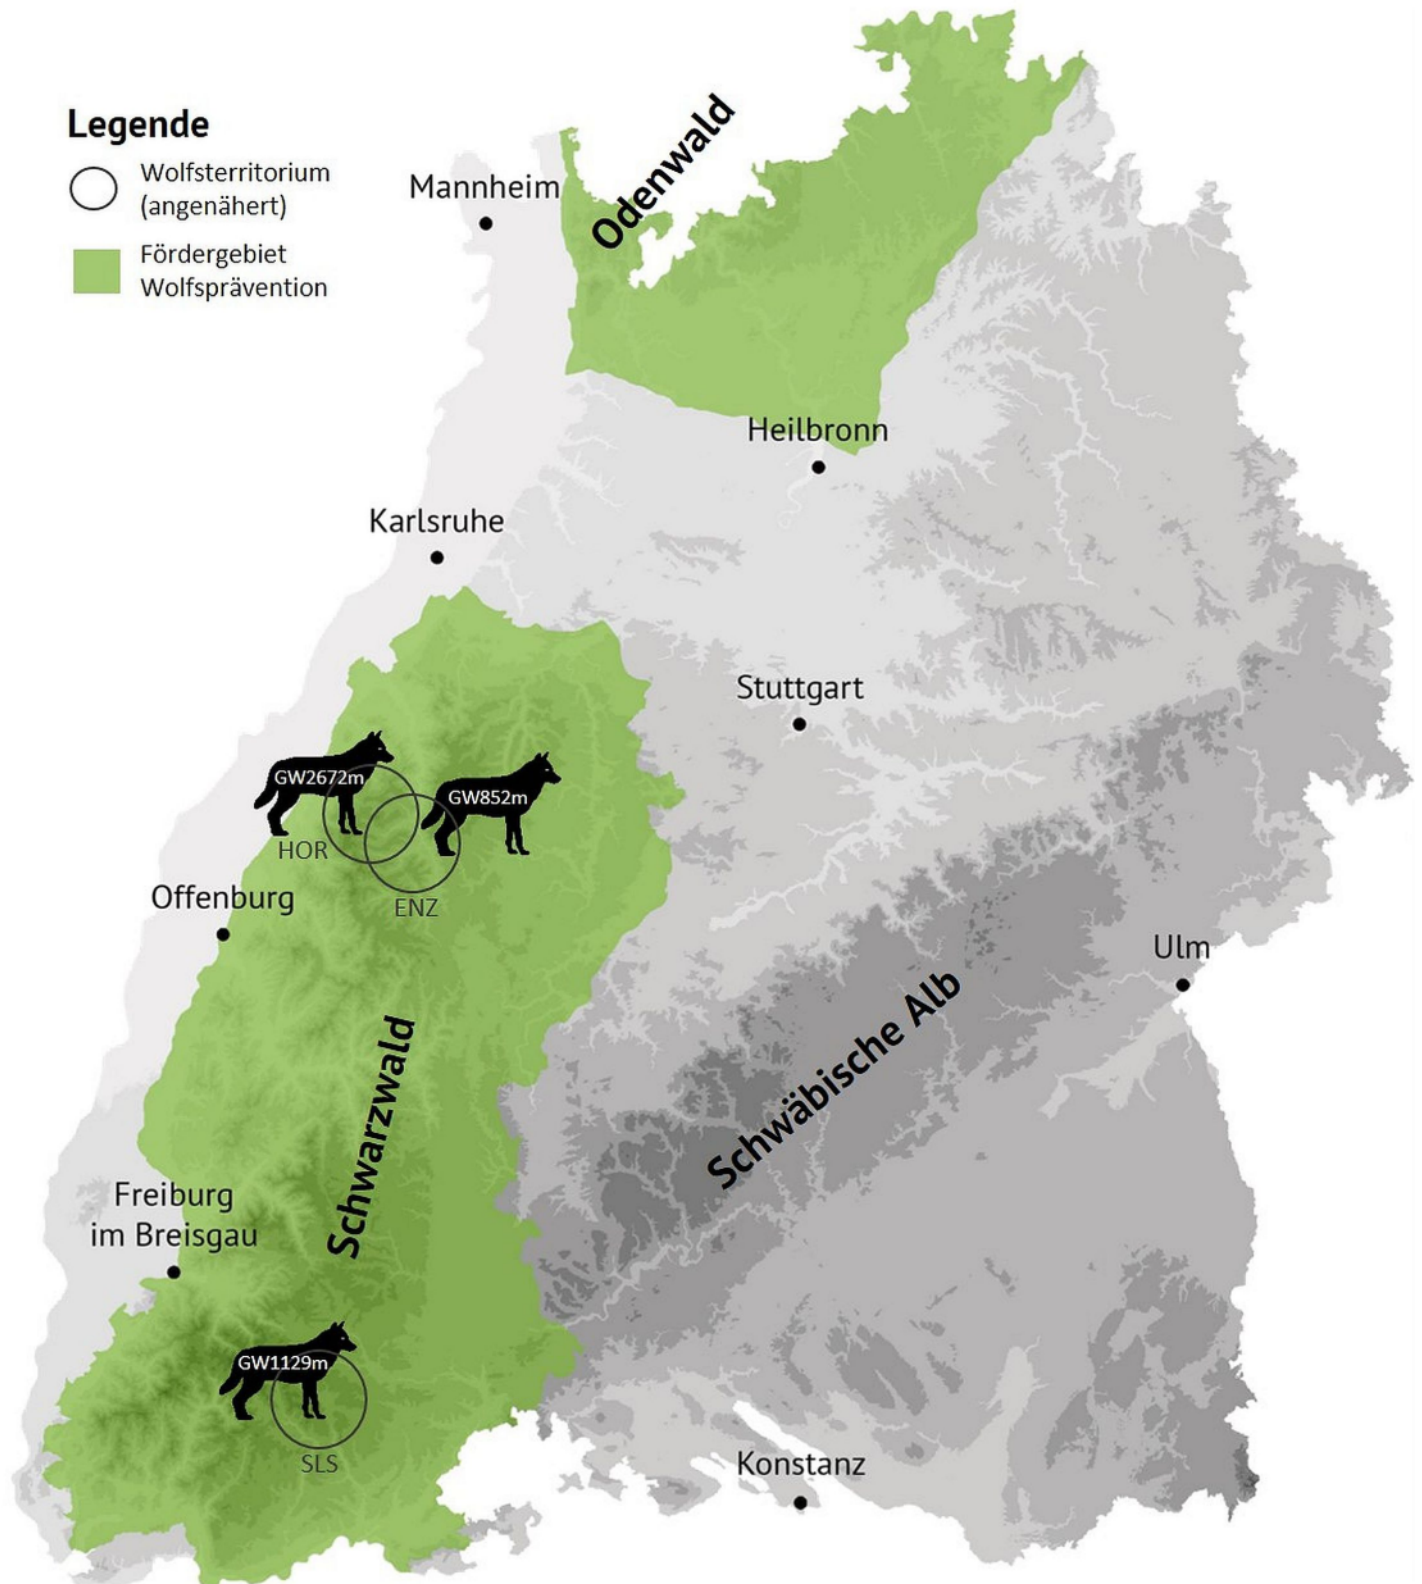 Legende
Wolfsterritorium
(angenähert)
Fördergebiet
Wolfsprävention
Odenwald
Mannheim
Heilbronn
Karlsruhe
Stuttgart
GW2672m
GW852m
HOR
ENZ
Offenburg
Ulm
Schwäbische Alb
Schwarzwald
Freiburg
im Breisgau
GW1129m
SLS
Konstanz